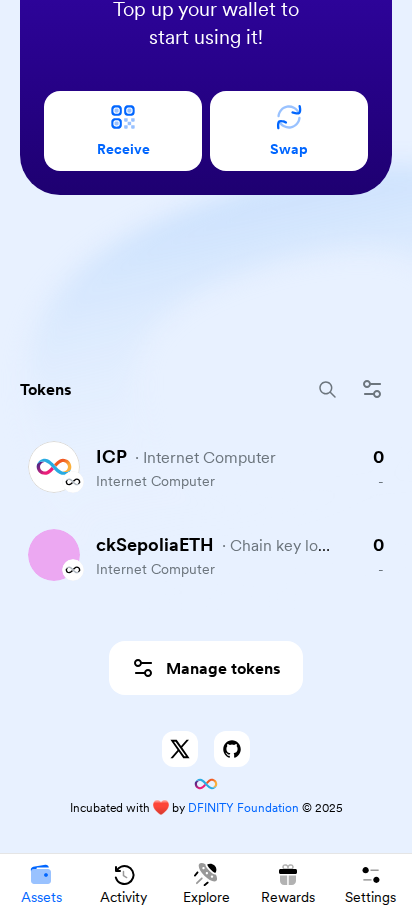 Top up your wallet to
start using it!
Receive
Swap
Tokens
ICP · Internet Computer 0
Internet Computer -
ckSepoliaETH · Chain key lo... 0
Internet Computer -
Manage tokens
Incubated with ❤️ by DFINITY Foundation © 2025
Assets
Activity
Explore
Rewards
Settings